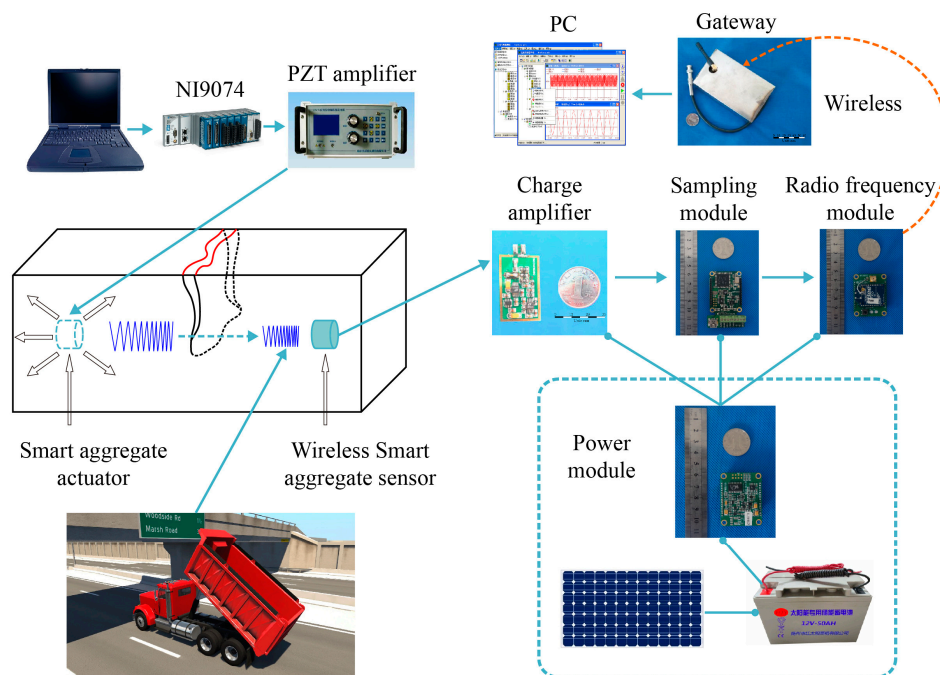 PC
Gateway
NI9074
PZT amplifier
Wireless
Charge
amplifier
Sampling
module
Radio frequency
module
Smart aggregate
actuator
Wireless Smart
aggregate sensor
Power
module
Woodside Rd
Marsh Road
12V-50AH